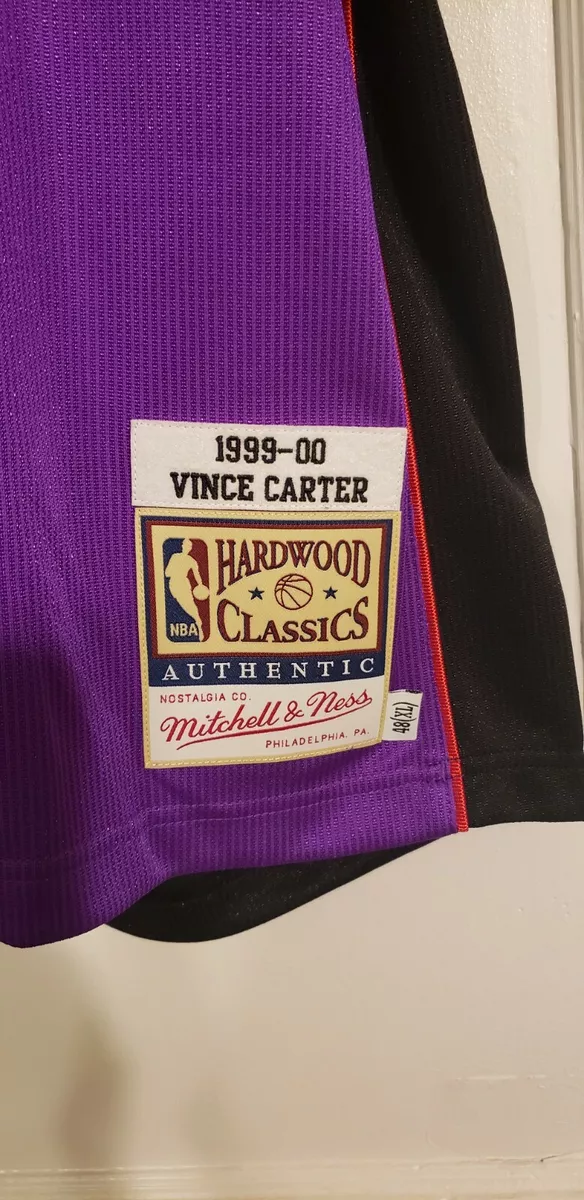 1999-00
VINCE CARTER
NBA
HARDWOOD
CLASSICS
AUTHENTIC
NOSTALGIA CO.
Mitchell & Ness
PHILADELPHIA, PA.
48(XL)